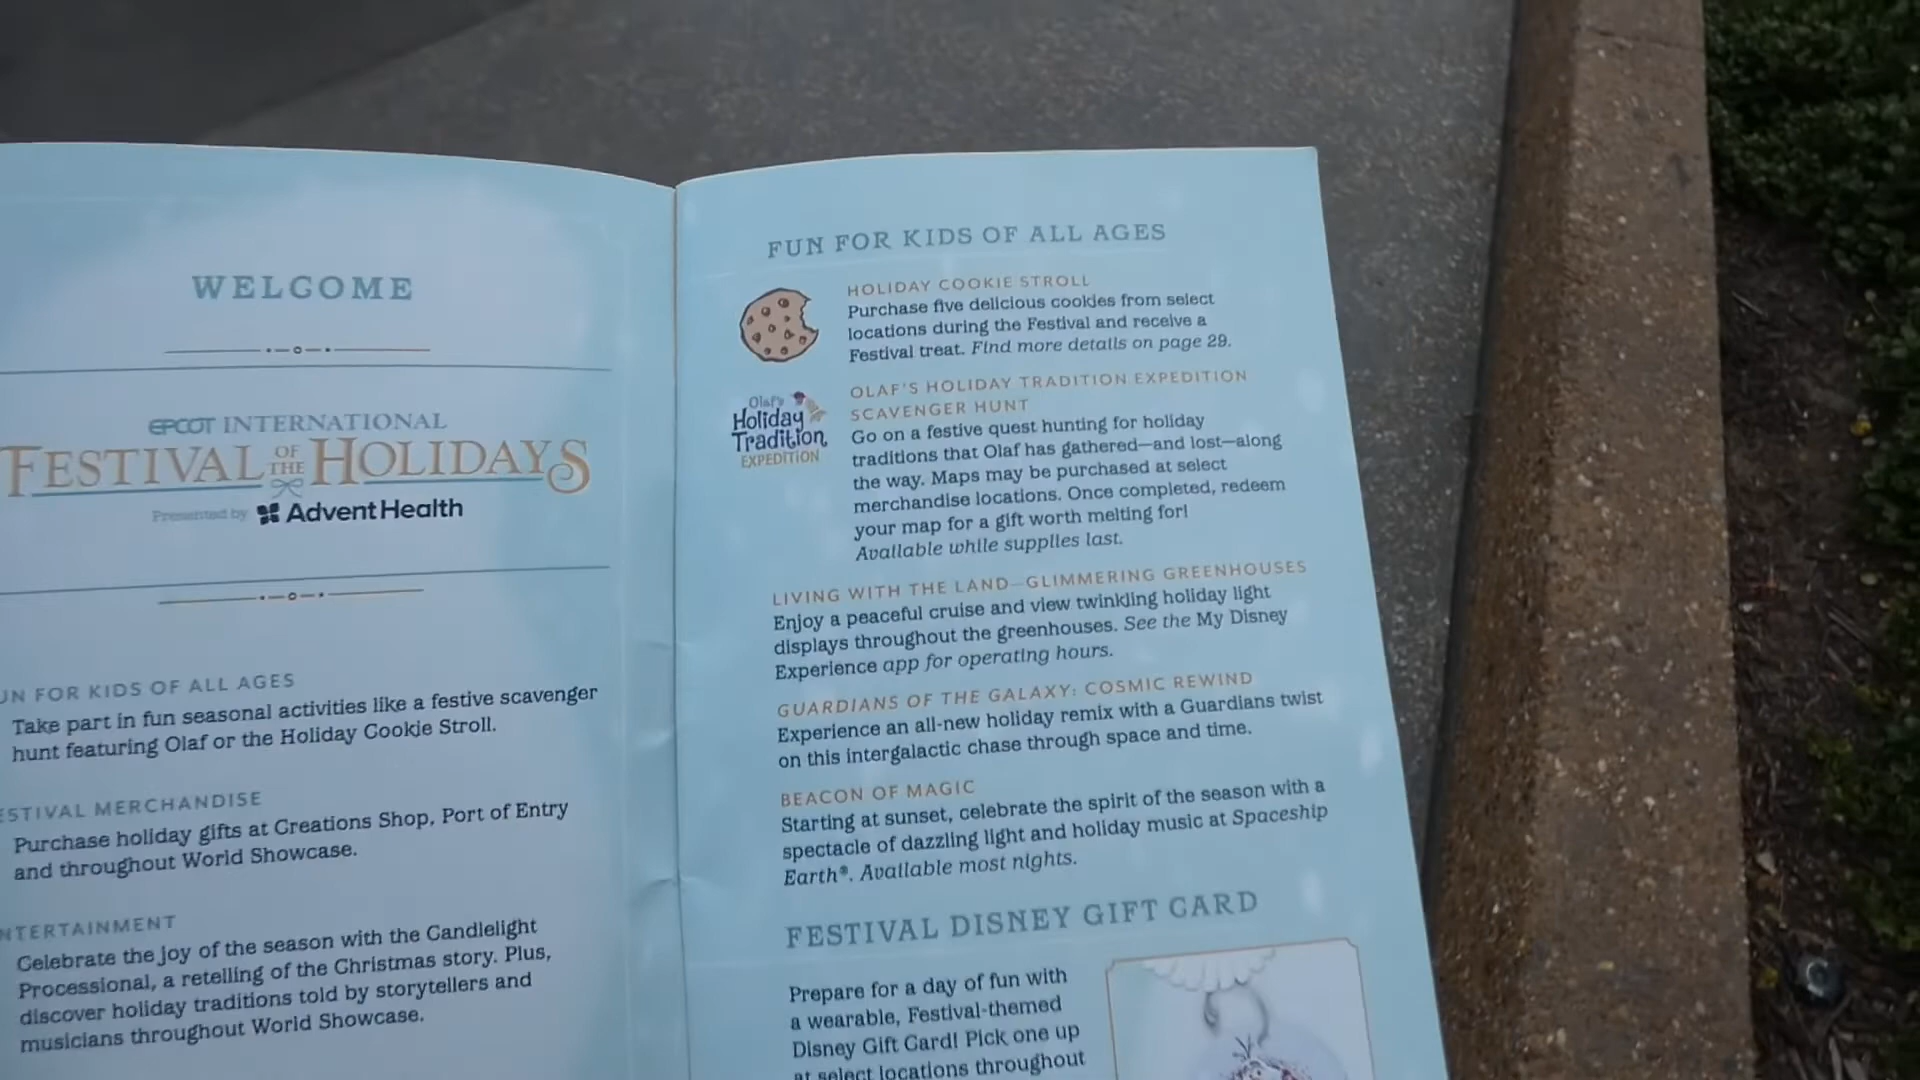 WELCOME
EPCOT INTERNATIONAL
FESTIVAL OF THE HOLIDAYS
Presented by AdventHealth
UN FOR KIDS OF ALL AGES
Take part in fun seasonal activities like a festive scavenger
hunt featuring Olaf or the Holiday Cookie Stroll.
ESTIVAL MERCHANDISE
Purchase holiday gifts at Creations Shop, Port of Entry
and throughout World Showcase.
NTERTAINMENT
Celebrate the joy of the season with the Candlelight
Processional, a retelling of the Christmas story. Plus,
discover holiday traditions told by storytellers and
musicians throughout World Showcase.
FUN FOR KIDS OF ALL AGES
HOLIDAY COOKIE STROLL
Purchase five delicious cookies from select
locations during the Festival and receive a
Festival treat. Find more details on page 29.
Olaf's
Holiday
Tradition
EXPEDITION
OLAF'S HOLIDAY TRADITION EXPEDITION
SCAVENGER HUNT
Go on a festive quest hunting for holiday
traditions that Olaf has gathered—and lost—along
the way. Maps may be purchased at select
merchandise locations. Once completed, redeem
your map for a gift worth melting for!
Available while supplies last.
LIVING WITH THE LAND—GLIMMERING GREENHOUSES
Enjoy a peaceful cruise and view twinkling holiday light
displays throughout the greenhouses. See the My Disney
Experience app for operating hours.
GUARDIANS OF THE GALAXY: COSMIC REWIND
Experience an all-new holiday remix with a Guardians twist
on this intergalactic chase through space and time.
BEACON OF MAGIC
Starting at sunset, celebrate the spirit of the season with a
spectacle of dazzling light and holiday music at Spaceship
Earth®. Available most nights.
FESTIVAL DISNEY GIFT CARD
Prepare for a day of fun with
a wearable, Festival-themed
Disney Gift Card! Pick one up
at select locations throughout